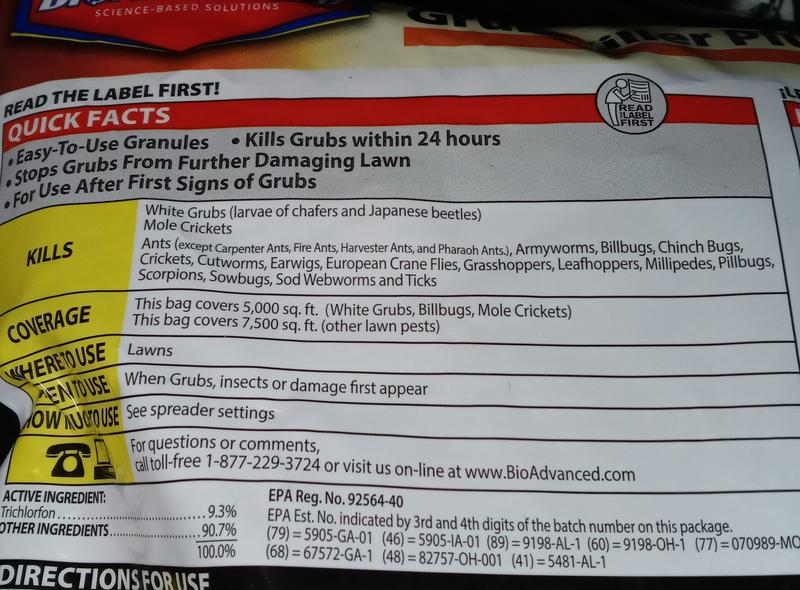 SCIENCE-BASED SOLUTIONS
READ THE LABEL FIRST!
QUICK FACTS
READ
THE LABEL
FIRST
• Easy-To-Use Granules • Kills Grubs within 24 hours
• Stops Grubs From Further Damaging Lawn
• For Use After First Signs of Grubs
KILLS
White Grubs (larvae of chafers and Japanese beetles)
Mole Crickets
Ants (except Carpenter Ants, Fire Ants, Harvester Ants, and Pharaoh Ants.), Armyworms, Billbugs, Chinch Bugs,
Crickets, Cutworms, Earwigs, European Crane Flies, Grasshoppers, Leafhoppers, Millipedes, Pillbugs,
Scorpions, Sowbugs, Sod Webworms and Ticks
COVERAGE
This bag covers 5,000 sq. ft. (White Grubs, Billbugs, Mole Crickets)
This bag covers 7,500 sq. ft. (other lawn pests)
WHERE TO USE
Lawns
TO USE
When Grubs, insects or damage first appear
TO USE
See spreader settings
For questions or comments,
call toll-free 1-877-229-3724 or visit us on-line at www.BioAdvanced.com
ACTIVE INGREDIENT:
Trichlorfon..............................9.3%
OTHER INGREDIENTS......................90.7%
100.0%
EPA Reg. No. 92564-40
EPA Est. No. indicated by 3rd and 4th digits of the batch number on this package.
(79) = 5905-GA-01 (46) = 5905-IA-01 (89) = 9198-AL-1 (60) = 9198-OH-1 (77) = 070989-MO
(68) = 67572-GA-1 (48) = 82757-OH-001 (41) = 5481-AL-1
DIRECTIONS FOR USE